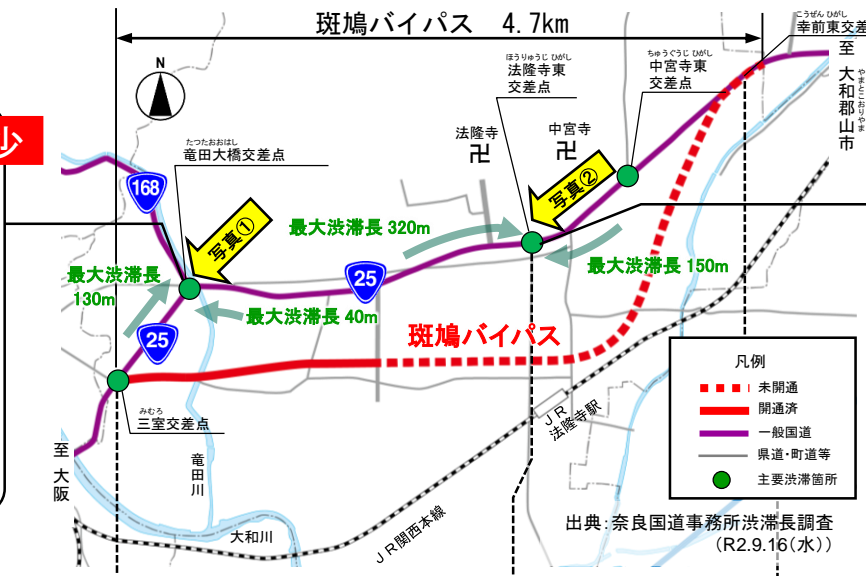 斑鳩バイパス 4.7km
こうぜん ひがし
幸前東交差
至 大和郡山市
やまとこおりやま
N
少
ほうりゅうじ ひがし
法隆寺東
交差点
ちゅうぐうじ ひがし
中宮寺東
交差点
たつたおおはし
竜田大橋交差点
法隆寺
卍
中宮寺
卍
168
写真①
写真②
最大渋滞長 320m
最大渋滞長
130m
25
最大渋滞長 150m
最大渋滞長 40m
25
斑鳩バイパス
みむろ
三室交差点
至 大阪
竜田川
大和川
JR関西本線
JR
法隆寺駅
凡例
未開通
開通済
一般国道
県道・町道等
主要渋滞箇所
出典:奈良国道事務所渋滞長調査
(R2.9.16(水))